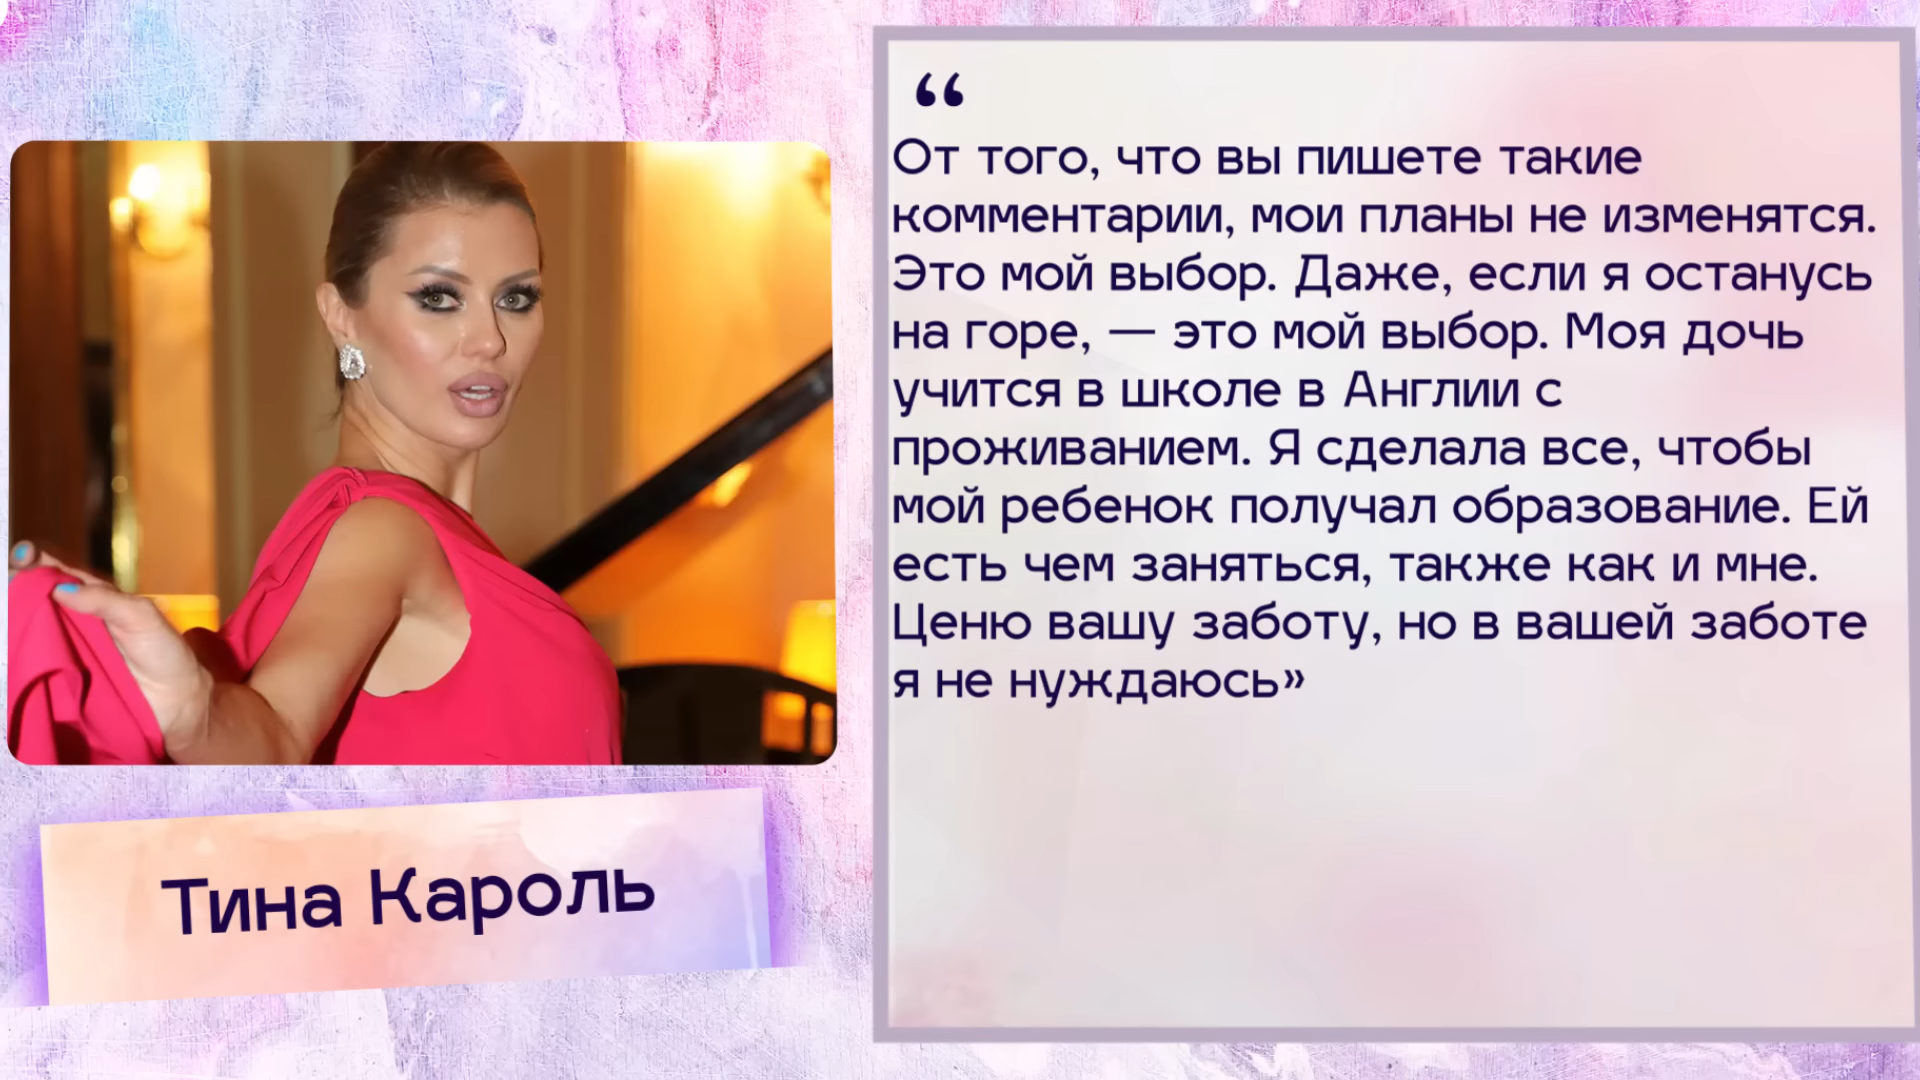 “
От того, что вы пишете такие
комментарии, мои планы не изменятся.
Это мой выбор. Даже, если я останусь
на горе, — это мой выбор. Моя дочь
учится в школе в Англии с
проживанием. Я сделала все, чтобы
мой ребенок получал образование. Ей
есть чем заняться, также как и мне.
Ценю вашу заботу, но в вашей заботе
я не нуждаюсь»
Тина Кароль